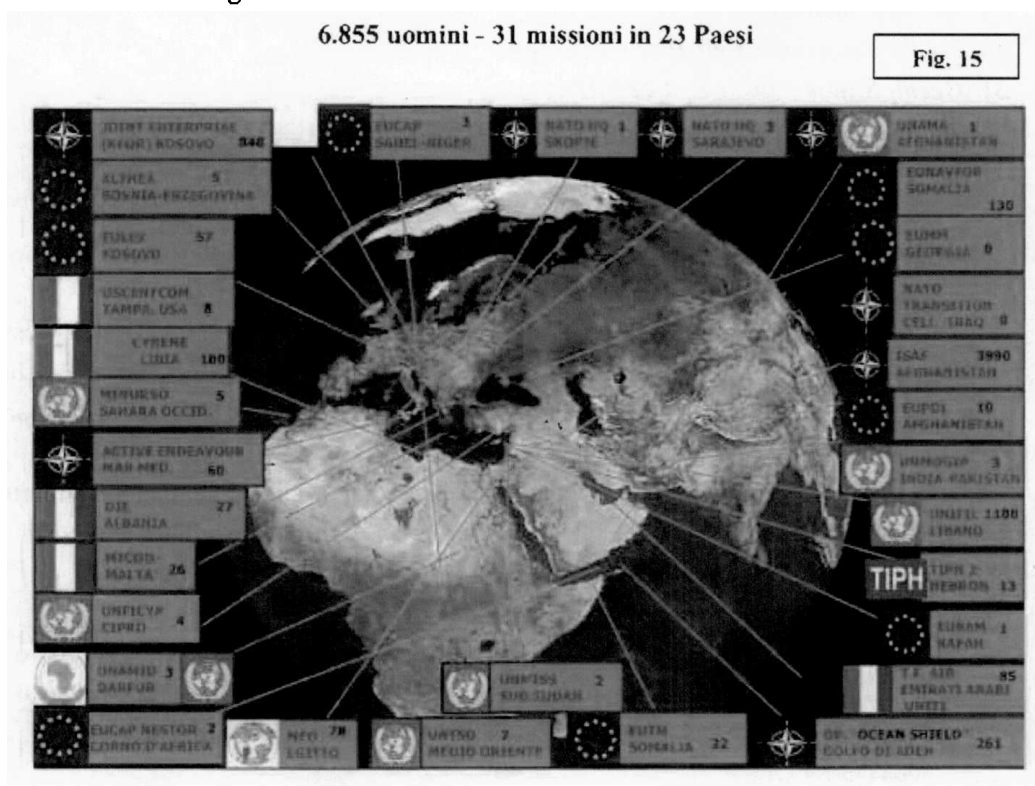 6.855 uomini - 31 missioni in 23 Paesi
Fig. 15
JOINT ENTERPRISE
(KFOR) KOSOVO 848
EUCAP 3
SAHEL-NIGER
NATO HQ 1
SKOPJE
NATO HQ 3
SARAJEVO
UNAMA 1
AFGHANISTAN
ALTHEA 5
BOSNIA-ERZEGOVINA
EULEX 57
KOSOVO
USCENTCOM
TAMPA, USA 8
CYRENE
LIBIA 100
MINURSO 5
SAHARA OCCID.
ACTIVE ENDEAVOUR
MAR MED. 60
DIE 27
ALBANIA
MICCD
MALTA 26
UNFICYP
CIPRO 4
UNAMID 3
DARFUR
EUCAP NESTOR 2
CORNO D'AFRICA
NEO 78
EGITTO
UNTSO 7
MEDIO ORIENTE
UNMISS 2
SUD SUDAN
EUTM
SOMALIA 22
OP. OCEAN SHIELD
GOLFO DI ADEN 261
EUNAVFOR
SOMALIA
130
EUMM
GEORGIA 0
NATO
TRANSITION
CELL. IRAQ 0
ISAF 3990
AFGHANISTAN
EUPOL 10
AFGHANISTAN
UNMOGIP 3
INDIA-PAKISTAN
UNIFIL 1100
LIBANO
TIPH
TIPH 2
HEBRON 13
EUBAM 1
RAFAH
T.F. AIR 85
EMIRATI ARABI
UNITI